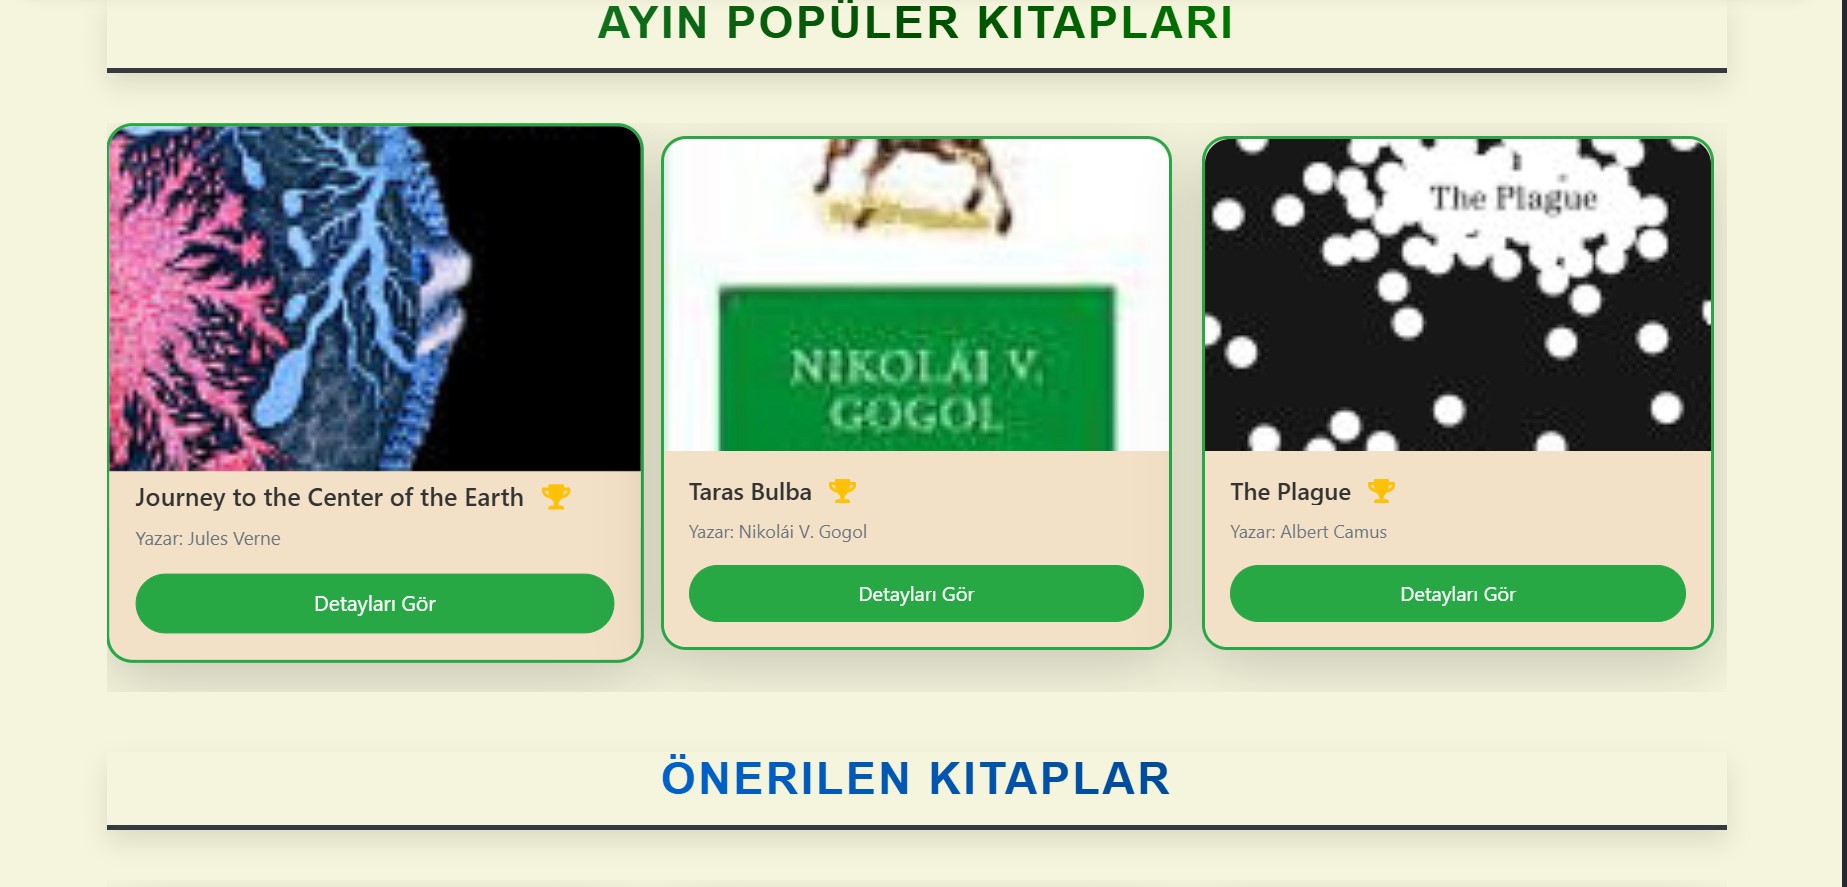 AYIN POPÜLER KITAPLARI
NIKOLÁI V.
GOGOL
The Plague
Journey to the Center of the Earth
Yazar: Jules Verne
Detayları Gör
Taras Bulba
Yazar: Nikolái V. Gogol
Detayları Gör
The Plague
Yazar: Albert Camus
Detayları Gör
ÖNERILEN KITAPLAR